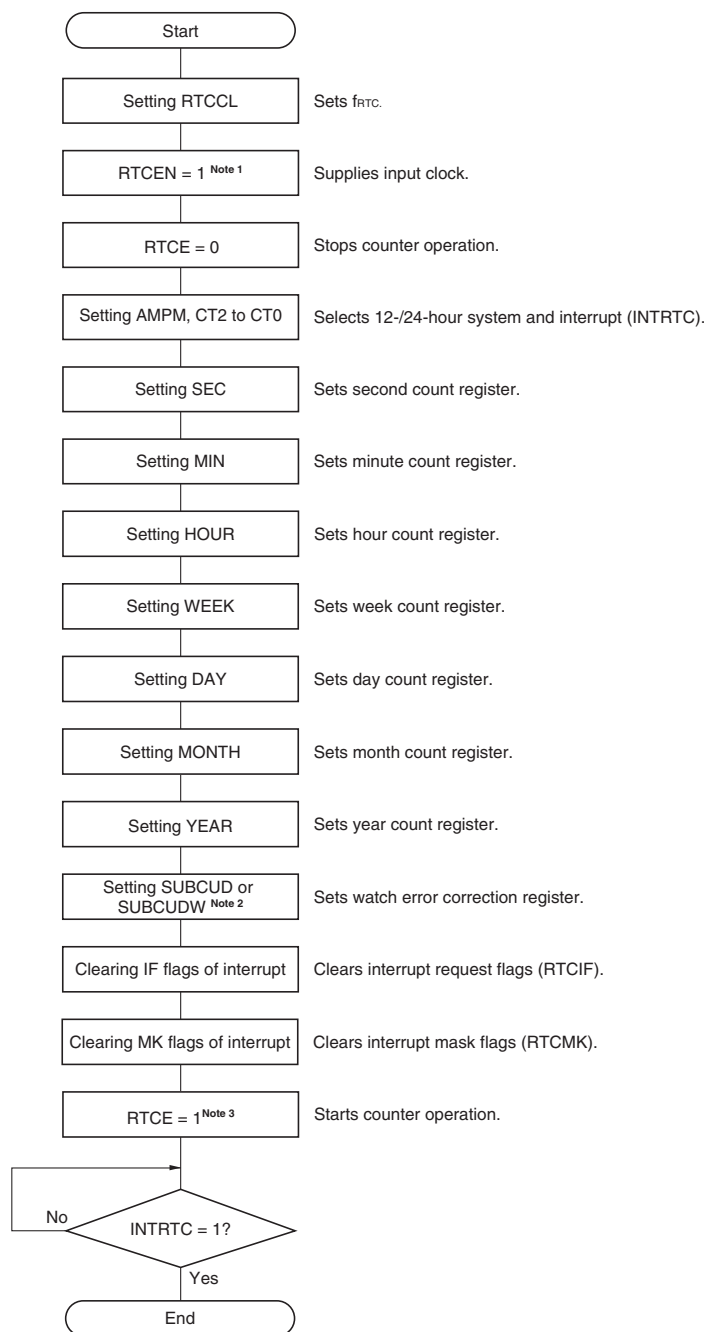 Start
Setting RTCCL
Sets fRTC.
RTCEN = 1 Note 1
Supplies input clock.
RTCE = 0
Stops counter operation.
Setting AMPM, CT2 to CT0
Selects 12-/24-hour system and interrupt (INTRTC).
Setting SEC
Sets second count register.
Setting MIN
Sets minute count register.
Setting HOUR
Sets hour count register.
Setting WEEK
Sets week count register.
Setting DAY
Sets day count register.
Setting MONTH
Sets month count register.
Setting YEAR
Sets year count register.
Setting SUBCUD or
SUBCUDW Note 2
Sets watch error correction register.
Clearing IF flags of interrupt
Clears interrupt request flags (RTCIF).
Clearing MK flags of interrupt
Clears interrupt mask flags (RTCMK).
RTCE = 1 Note 3
Starts counter operation.
No
INTRTC = 1?
Yes
End